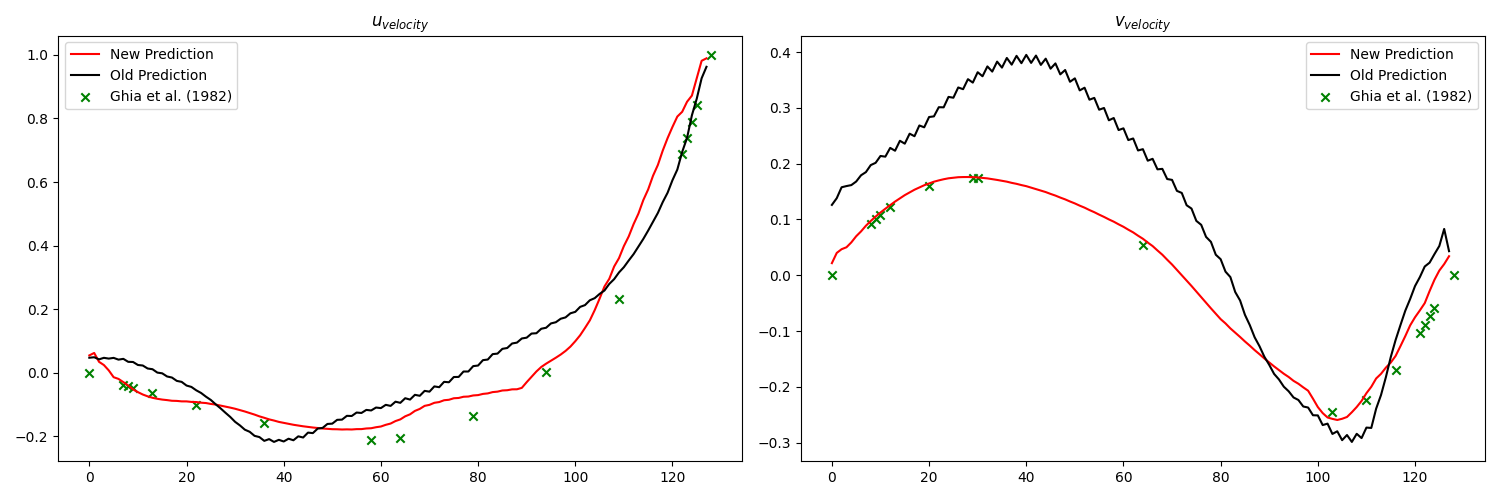 u_velocity
New Prediction
Old Prediction
Ghia et al. (1982)
1.0
0.8
0.6
0.4
0.2
0.0
−0.2
0 20 40 60 80 100 120
v_velocity
New Prediction
Old Prediction
Ghia et al. (1982)
0.4
0.3
0.2
0.1
0.0
−0.1
−0.2
−0.3
0 20 40 60 80 100 120